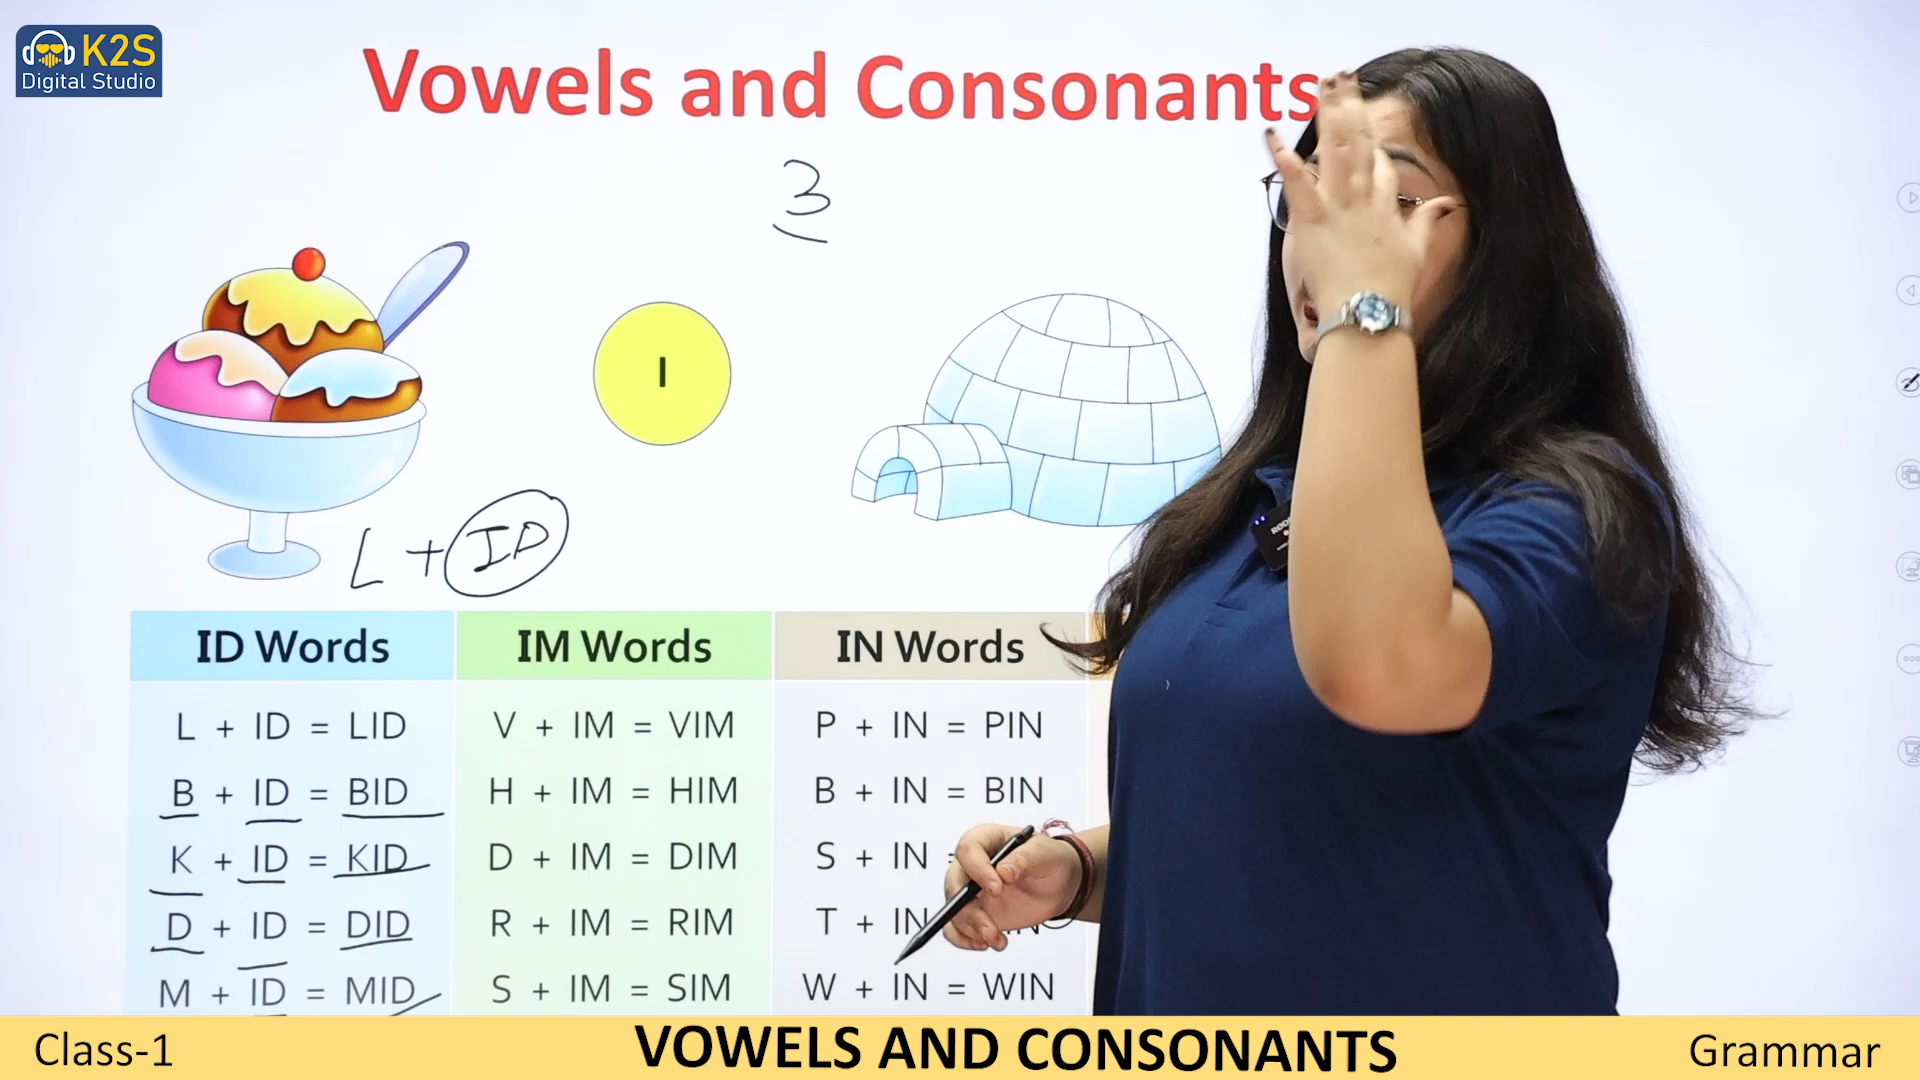 K2S
Digital Studio
Vowels and Consonants
3
I
L + ID
ID Words IM Words IN Words
L + ID = LID V + IM = VIM P + IN = PIN
B + ID = BID H + IM = HIM B + IN = BIN
K + ID = KID D + IM = DIM S + IN
D + ID = DID R + IM = RIM T + IN
M + ID = MID S + IM = SIM W + IN = WIN
Class-1 VOWELS AND CONSONANTS Grammar